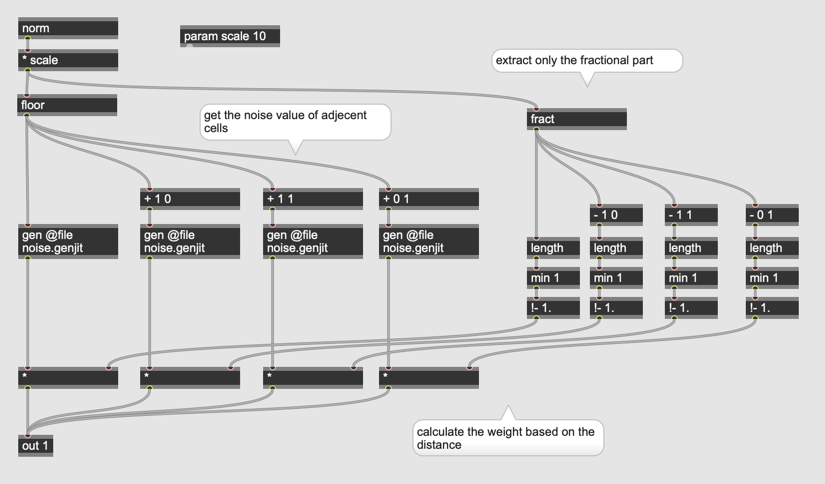 norm
param scale 10
* scale
extract only the fractional part
floor
get the noise value of adjecent
cells
fract
+ 1 0
+ 1 1
+ 0 1
- 1 0
- 1 1
- 0 1
gen @file
noise.genjit
gen @file
noise.genjit
gen @file
noise.genjit
gen @file
noise.genjit
length
length
length
length
min 1
min 1
min 1
min 1
!- 1.
!- 1.
!- 1.
!- 1.
*
*
*
*
calculate the weight based on the
distance
out 1